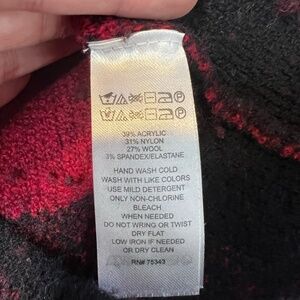 39% ACRYLIC
31% NYLON
27% WOOL
3% SPANDEX/ELASTANE
HAND WASH COLD
WASH WITH LIKE COLORS
USE MILD DETERGENT
ONLY NON-CHLORINE
BLEACH
WHEN NEEDED
DO NOT WRING OR TWIST
DRY FLAT
LOW IRON IF NEEDED
OR DRY CLEAN
RN# 75343